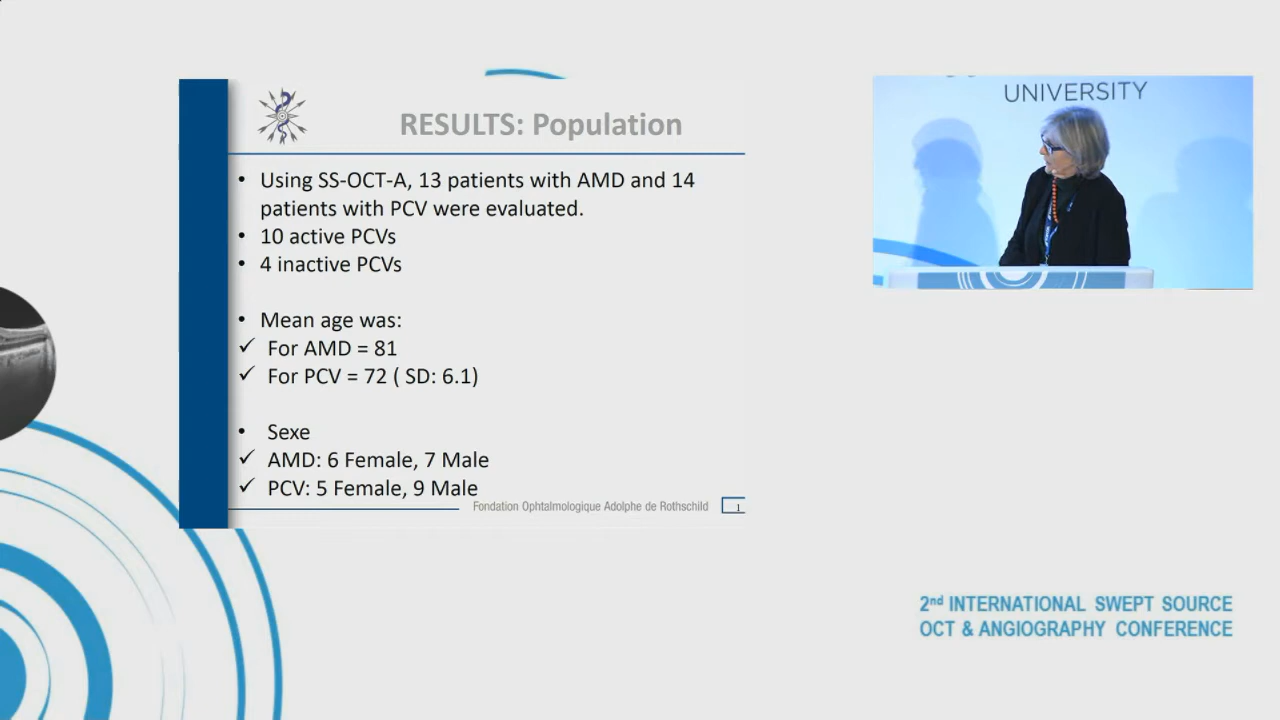 RESULTS: Population
• Using SS-OCT-A, 13 patients with AMD and 14
patients with PCV were evaluated.
• 10 active PCVs
• 4 inactive PCVs
• Mean age was:
✓ For AMD = 81
✓ For PCV = 72 ( SD: 6.1)
• Sexe
✓ AMD: 6 Female, 7 Male
✓ PCV: 5 Female, 9 Male
Fondation Ophtalmologique Adolphe de Rothschild
1
UNIVERSITY
2nd INTERNATIONAL SWEPT SOURCE
OCT & ANGIOGRAPHY CONFERENCE